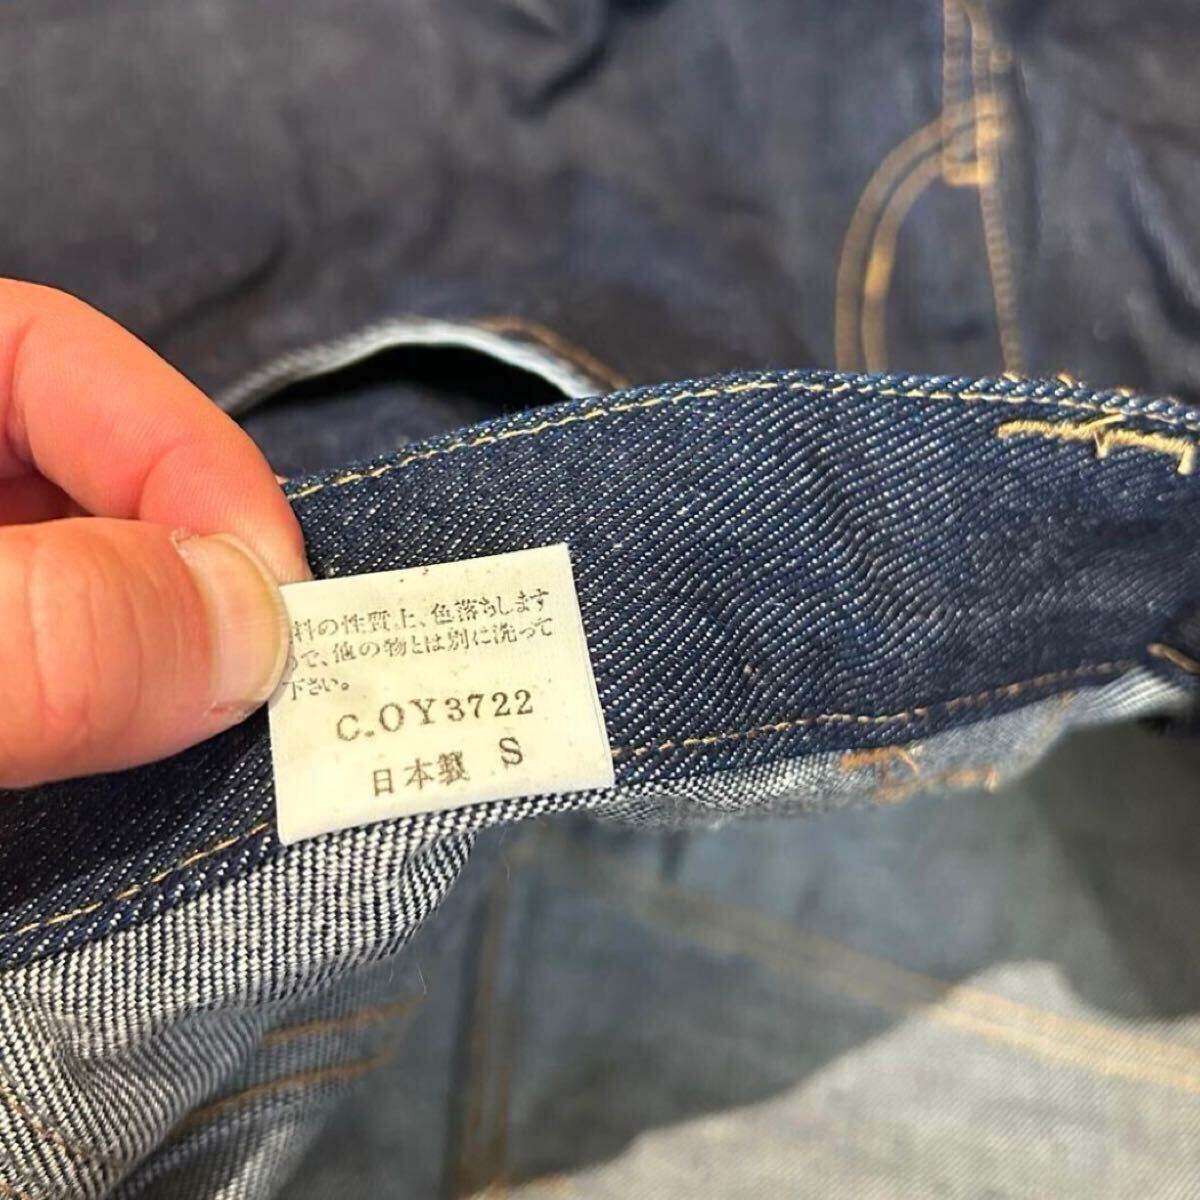 料の性質上、色落ちします
ので、他の物とは別に洗って
下さい。
C.OY3722
日本製 S